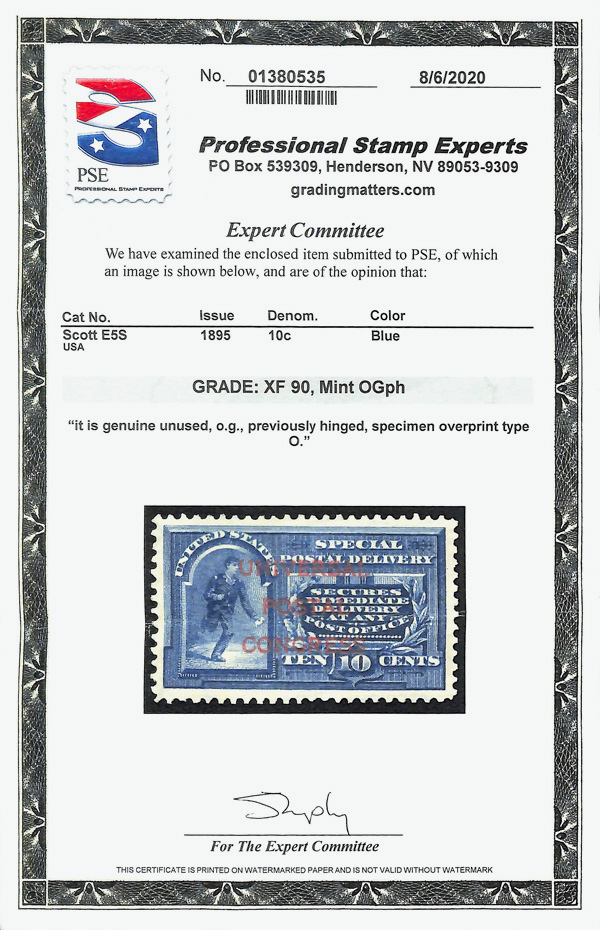 No. 01380535
8/6/2020
PSE
PROFESSIONAL STAMP EXPERTS
Professional Stamp Experts
PO Box 539309, Henderson, NV 89053-9309
gradingmatters.com
Expert Committee
We have examined the enclosed item submitted to PSE, of which
an image is shown below, and are of the opinion that:
Cat No. Issue Denom. Color
Scott E5S 1895 10c Blue
USA
GRADE: XF 90, Mint OGph
“it is genuine unused, o.g., previously hinged, specimen overprint type
O.”
UNITED STATES
SPECIAL
POSTAL DELIVERY
SECURES
IMMEDIATE
DELIVERY
AT ANY
POST OFFICE
TEN 10 CENTS
UNIVERSAL
POSTAL
CONGRESS
For The Expert Committee
THIS CERTIFICATE IS PRINTED ON WATERMARKED PAPER AND IS NOT VALID WITHOUT WATERMARK